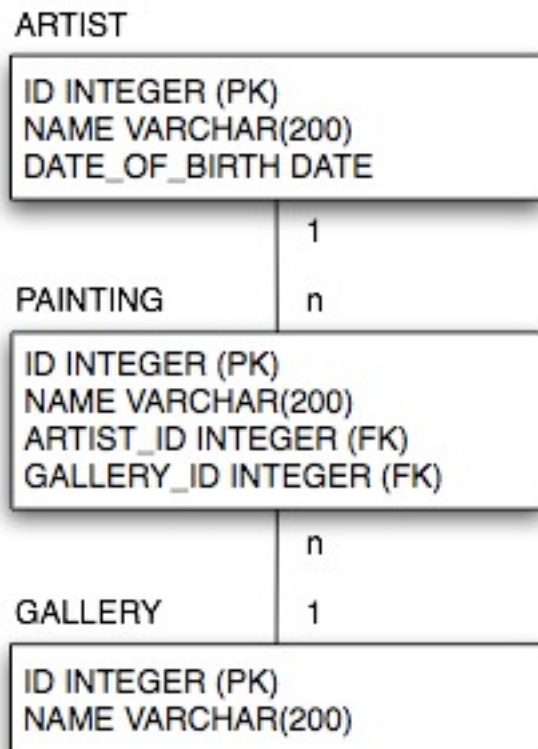 ARTIST
ID INTEGER (PK)
NAME VARCHAR(200)
DATE_OF_BIRTH DATE
1
PAINTING
n
ID INTEGER (PK)
NAME VARCHAR(200)
ARTIST_ID INTEGER (FK)
GALLERY_ID INTEGER (FK)
n
GALLERY
1
ID INTEGER (PK)
NAME VARCHAR(200)